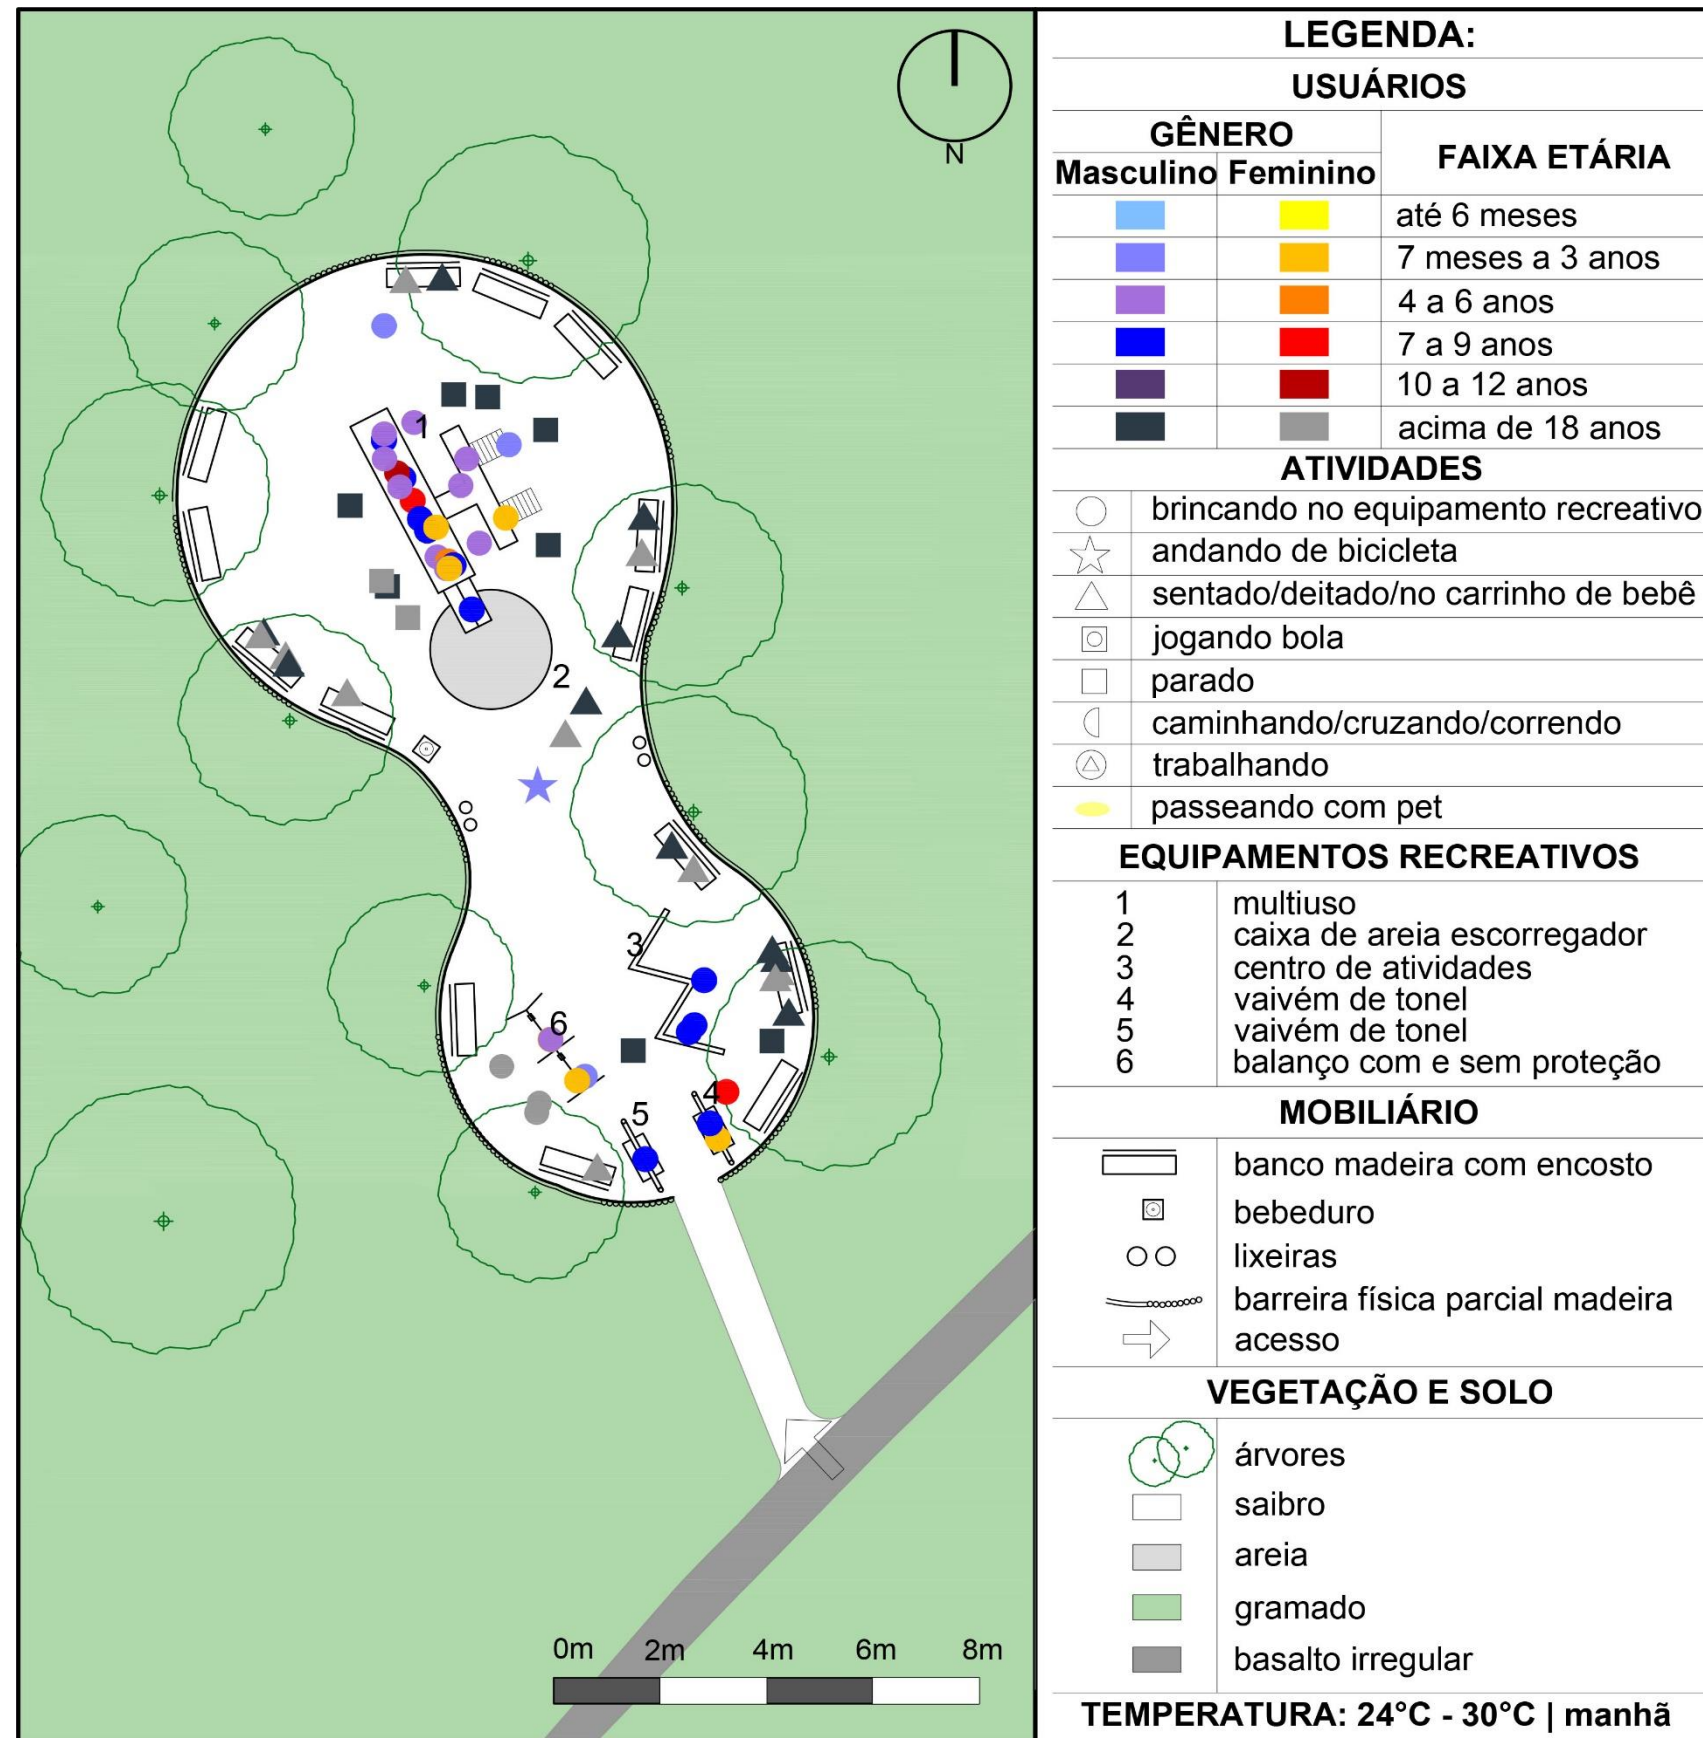 N
1
2
3
4
5
6
0m 2m 4m 6m 8m
LEGENDA:
USUÁRIOS
GÊNERO
FAIXA ETÁRIA
Masculino Feminino
até 6 meses
7 meses a 3 anos
4 a 6 anos
7 a 9 anos
10 a 12 anos
acima de 18 anos
ATIVIDADES
brincando no equipamento recreativo
andando de bicicleta
sentado/deitado/no carrinho de bebê
jogando bola
parado
caminhando/cruzando/correndo
trabalhando
passeando com pet
EQUIPAMENTOS RECREATIVOS
1 multiuso
2 caixa de areia escorregador
3 centro de atividades
4 vaivém de tonel
5 vaivém de tonel
6 balanço com e sem proteção
MOBILIÁRIO
banco madeira com encosto
bebeduro
lixeiras
barreira física parcial madeira
acesso
VEGETAÇÃO E SOLO
árvores
saibro
areia
gramado
basalto irregular
TEMPERATURA: 24°C - 30°C | manhã